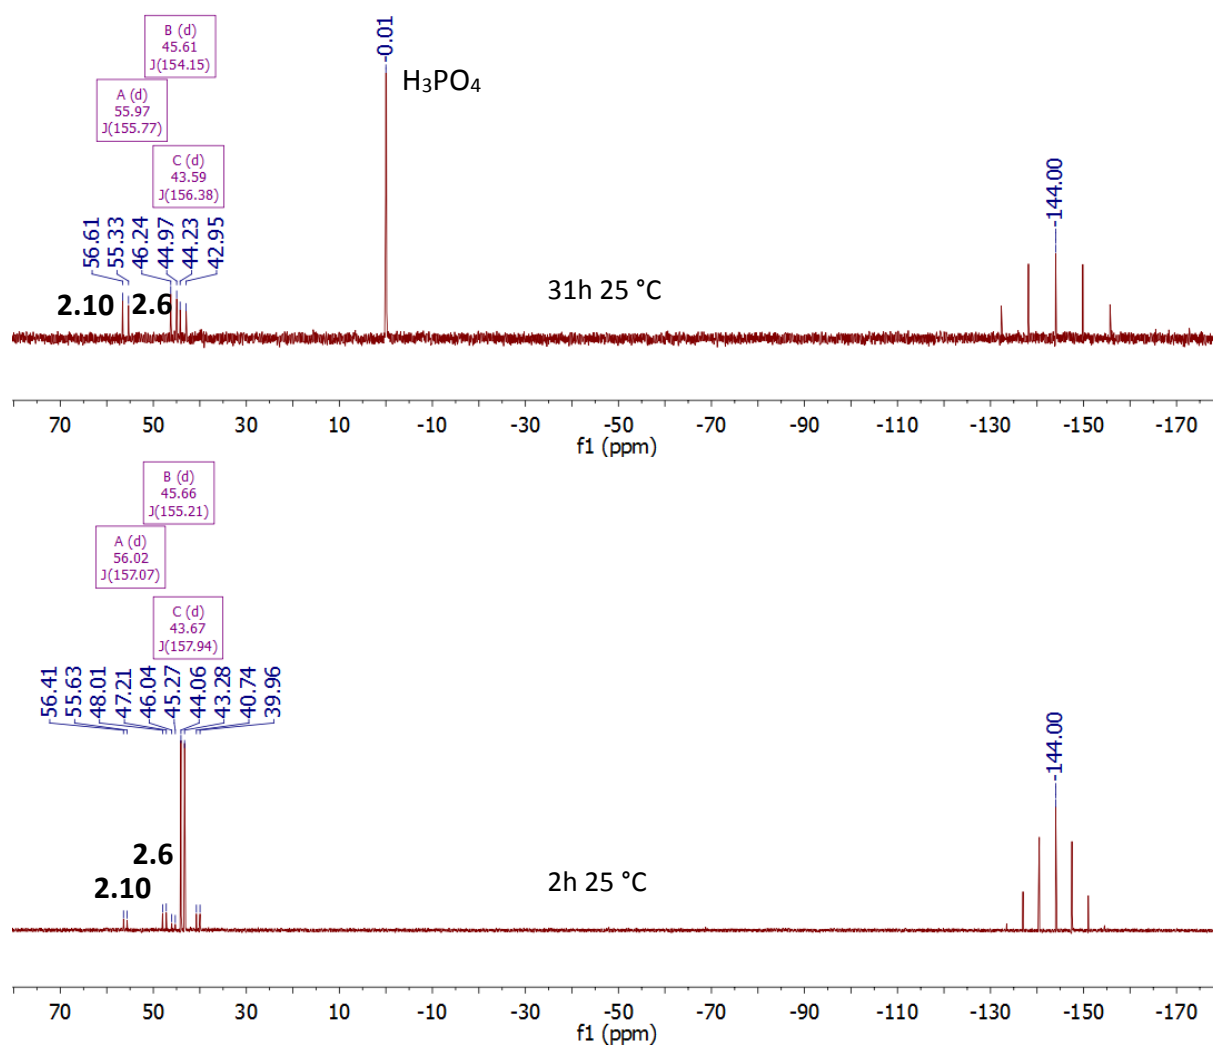 B (d)
45.61
J(154.15)
A (d)
55.97
J(155.77)
C (d)
43.59
J(156.38)
-0.01
H₃PO₄
56.61
55.33
46.24
44.97
44.23
42.95
-144.00
2.10 2.6
31h 25 °C
70 50 30 10 -10 -30 -50 -70 -90 -110 -130 -150 -170
f1 (ppm)
B (d)
45.66
J(155.21)
A (d)
56.02
J(157.07)
C (d)
43.67
J(157.94)
56.41
55.63
48.01
47.21
46.04
45.27
44.06
43.28
40.74
39.96
-144.00
2.6
2.10
2h 25 °C
70 50 30 10 -10 -30 -50 -70 -90 -110 -130 -150 -170
f1 (ppm)